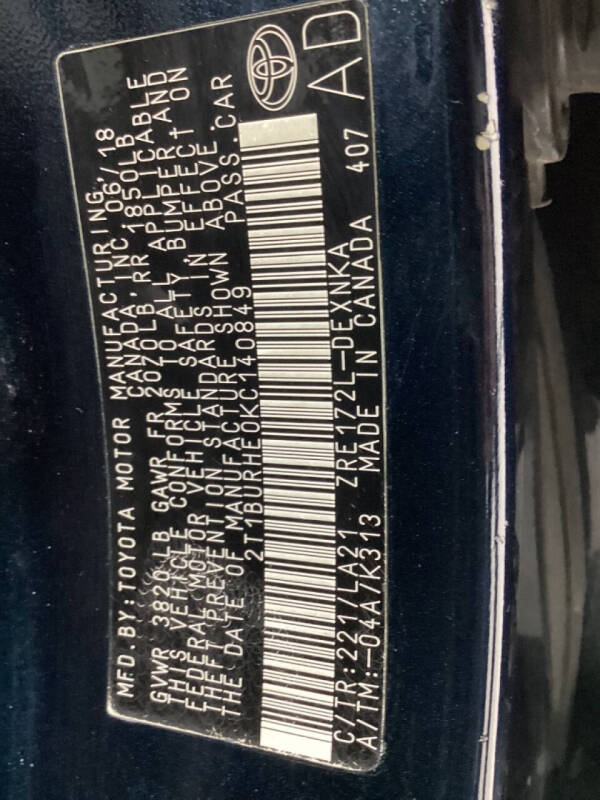 MFD.BY:TOYOTA MOTOR MANUFACTURING,
CANADA, INC. 06/18
GVWR 3820LB GAWR FR 2070LB, RR 1850LB
THIS VEHICLE CONFORMS TO ALL APPLICABLE
FEDERAL MOTOR VEHICLE SAFETY BUMPER AND
THEFT PREVENTION STANDARDS IN EFFECT ON
THE DATE OF MANUFACTURE SHOWN ABOVE.
2T1BURHE0KC140849 PASS.CAR
C/TR:221/LA21 ZRE172L-DEXNKA
A/TM:-04A/K313 MADE IN CANADA 407
AD